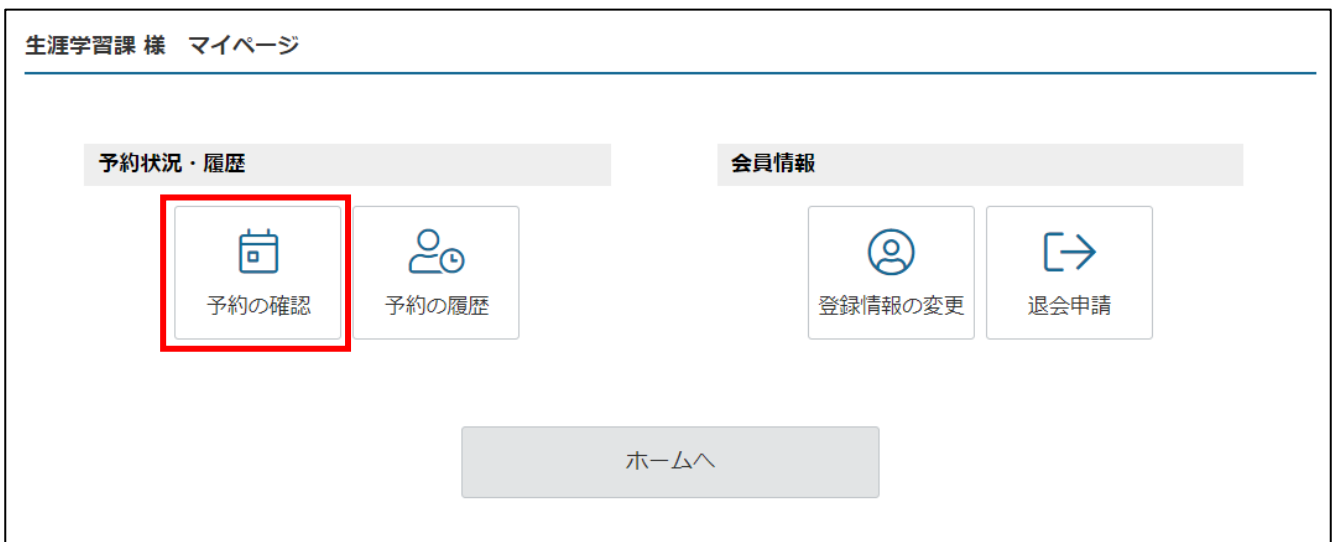 生涯学習課 様　マイページ
予約状況・履歴
会員情報
予約の確認
予約の履歴
登録情報の変更
退会申請
ホームへ